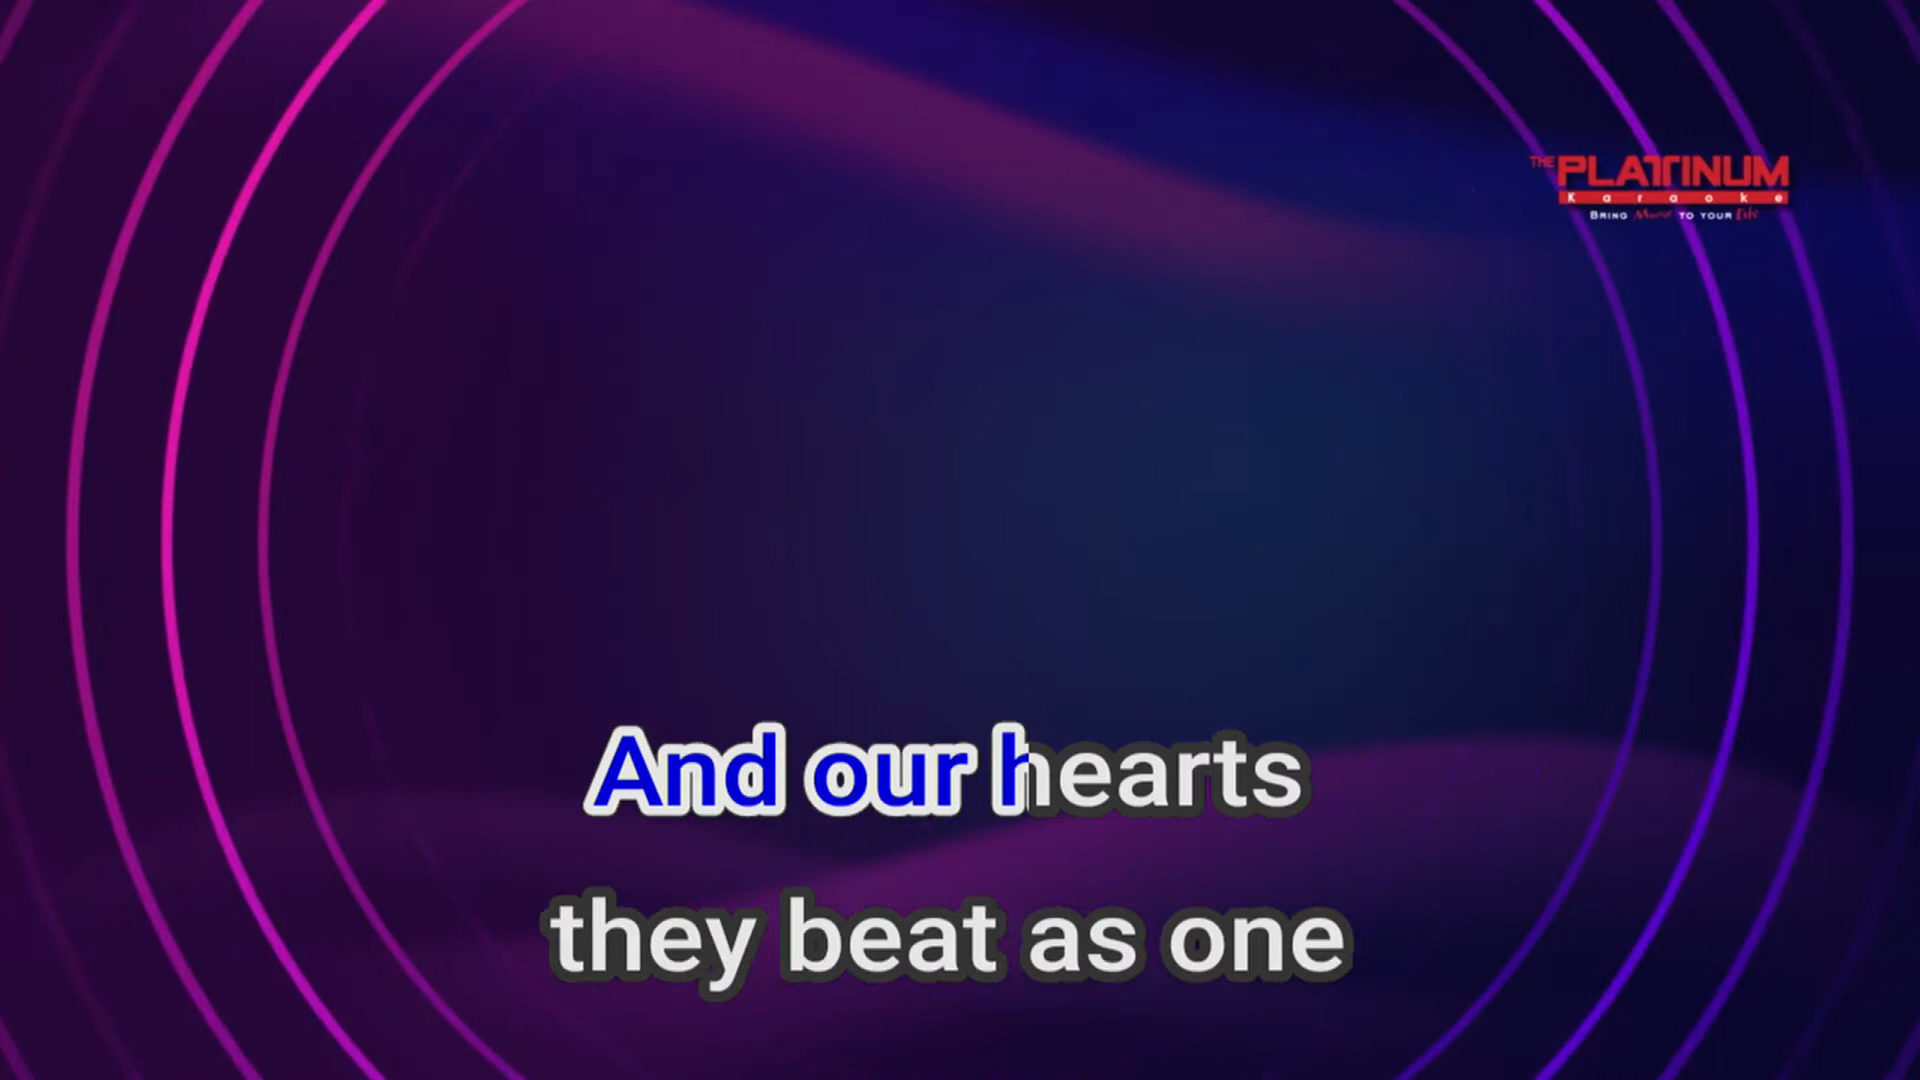 THE PLATINUM
Karaoke
BRING Music TO YOUR Life
And our hearts
they beat as one